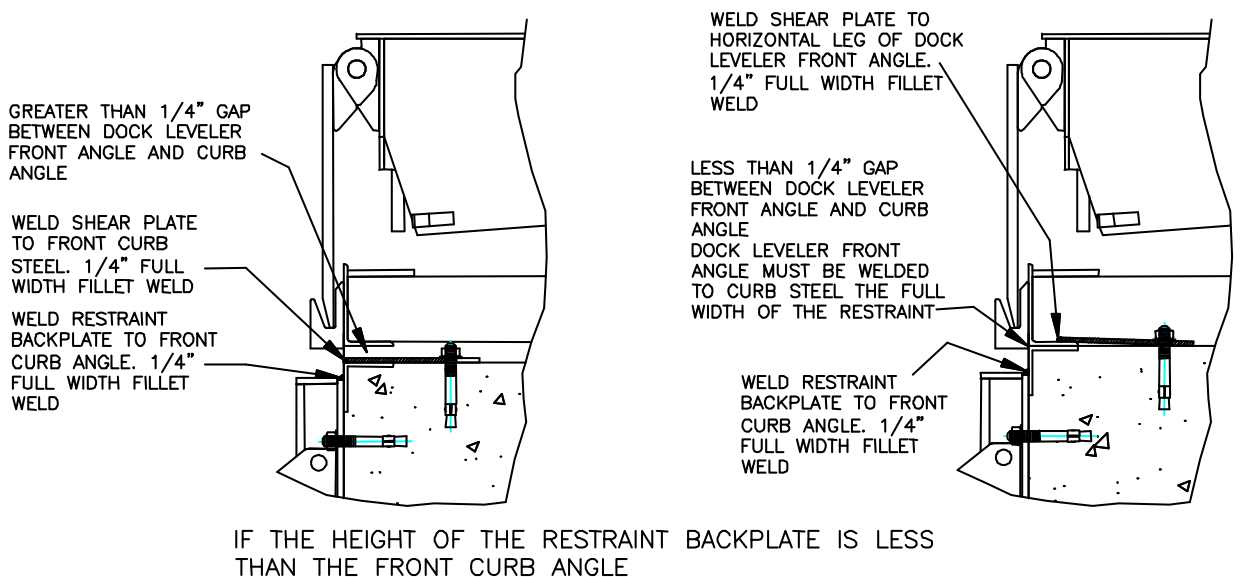 GREATER THAN 1/4" GAP
BETWEEN DOCK LEVELER
FRONT ANGLE AND CURB
ANGLE
WELD SHEAR PLATE
TO FRONT CURB
STEEL. 1/4" FULL
WIDTH FILLET WELD
WELD RESTRAINT
BACKPLATE TO FRONT
CURB ANGLE. 1/4"
FULL WIDTH FILLET
WELD
WELD SHEAR PLATE TO
HORIZONTAL LEG OF DOCK
LEVELER FRONT ANGLE.
1/4" FULL WIDTH FILLET
WELD
LESS THAN 1/4" GAP
BETWEEN DOCK LEVELER
FRONT ANGLE AND CURB
ANGLE
DOCK LEVELER FRONT
ANGLE MUST BE WELDED
TO CURB STEEL THE FULL
WIDTH OF THE RESTRAINT
WELD RESTRAINT
BACKPLATE TO FRONT
CURB ANGLE. 1/4"
FULL WIDTH FILLET
WELD
IF THE HEIGHT OF THE RESTRAINT BACKPLATE IS LESS
THAN THE FRONT CURB ANGLE